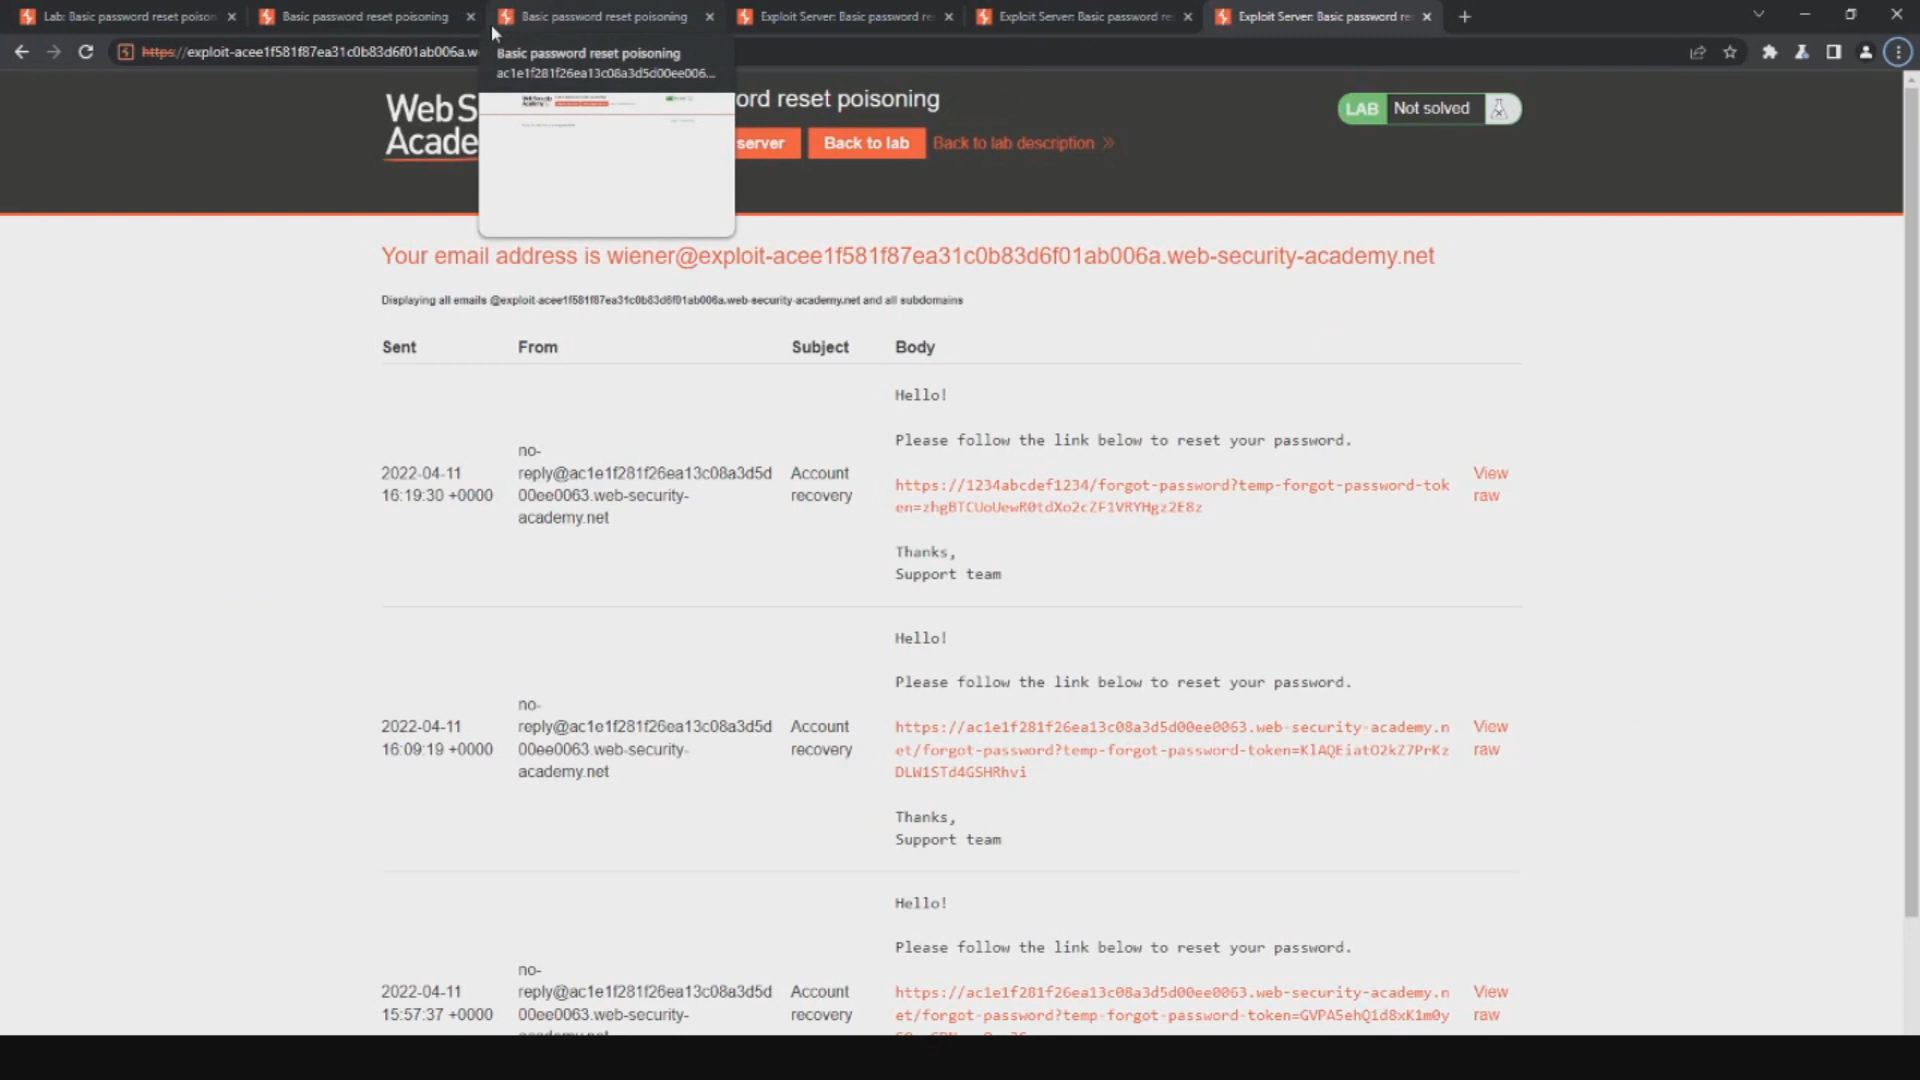 Lab: Basic password reset poison
Basic password reset poisoning
Basic password reset poisoning
Exploit Server: Basic password re
Exploit Server: Basic password re
Exploit Server: Basic password re
https://exploit-acee1f581f87ea31c0b83d6f01ab006a.w
Basic password reset poisoning
ac1e1f281f26ea13c08a3d5d00ee006...
Web S
Acade
ord reset poisoning
server
Back to lab
Back to lab description >>
LAB Not solved
Your email address is wiener@exploit-acee1f581f87ea31c0b83d6f01ab006a.web-security-academy.net
Displaying all emails @exploit-acee1f581f87ea31c0b83d6f01ab006a.web-security-academy.net and all subdomains
Sent From Subject Body
2022-04-11
16:19:30 +0000
no-
reply@ac1e1f281f26ea13c08a3d5d
00ee0063.web-security-
academy.net
Account
recovery
Hello!
Please follow the link below to reset your password.
https://1234abcdef1234/forgot-password?temp-forgot-password-tok
en=zhgBTCUoUewR0tdXo2cZF1VRYHgz2E8z
Thanks,
Support team
View
raw
2022-04-11
16:09:19 +0000
no-
reply@ac1e1f281f26ea13c08a3d5d
00ee0063.web-security-
academy.net
Account
recovery
Hello!
Please follow the link below to reset your password.
https://ac1e1f281f26ea13c08a3d5d00ee0063.web-security-academy.n
et/forgot-password?temp-forgot-password-token=KlAQEiatO2kZ7PrKz
DLW1STd4GSHRhvi
Thanks,
Support team
View
raw
2022-04-11
15:57:37 +0000
no-
reply@ac1e1f281f26ea13c08a3d5d
00ee0063.web-security-
academy.net
Account
recovery
Hello!
Please follow the link below to reset your password.
https://ac1e1f281f26ea13c08a3d5d00ee0063.web-security-academy.n
et/forgot-password?temp-forgot-password-token=GVPA5ehQ1d8xK1m0y
View
raw